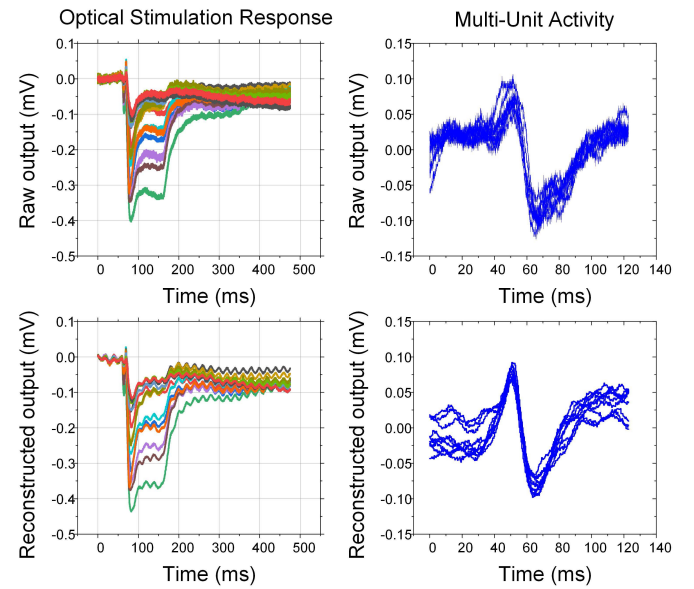 Optical Stimulation Response
Multi-Unit Activity
Raw output (mV)
0.1
0.0
-0.1
-0.2
-0.3
-0.4
-0.5
0 100 200 300 400 500
Time (ms)
Raw output (mV)
0.15
0.10
0.05
0.00
0.05
-0.10
-0.15
0 20 40 60 80 100 120 140
Time (ms)
Reconstructed output (mV)
0.1
0.0
-0.1
-0.2
-0.3
-0.4
-0.5
0 100 200 300 400 500
Time (ms)
Reconstructed output (mV)
0.15
0.10
0.05
0.00
0.05
-0.10
-0.15
0 20 40 60 80 100 120 140
Time (ms)